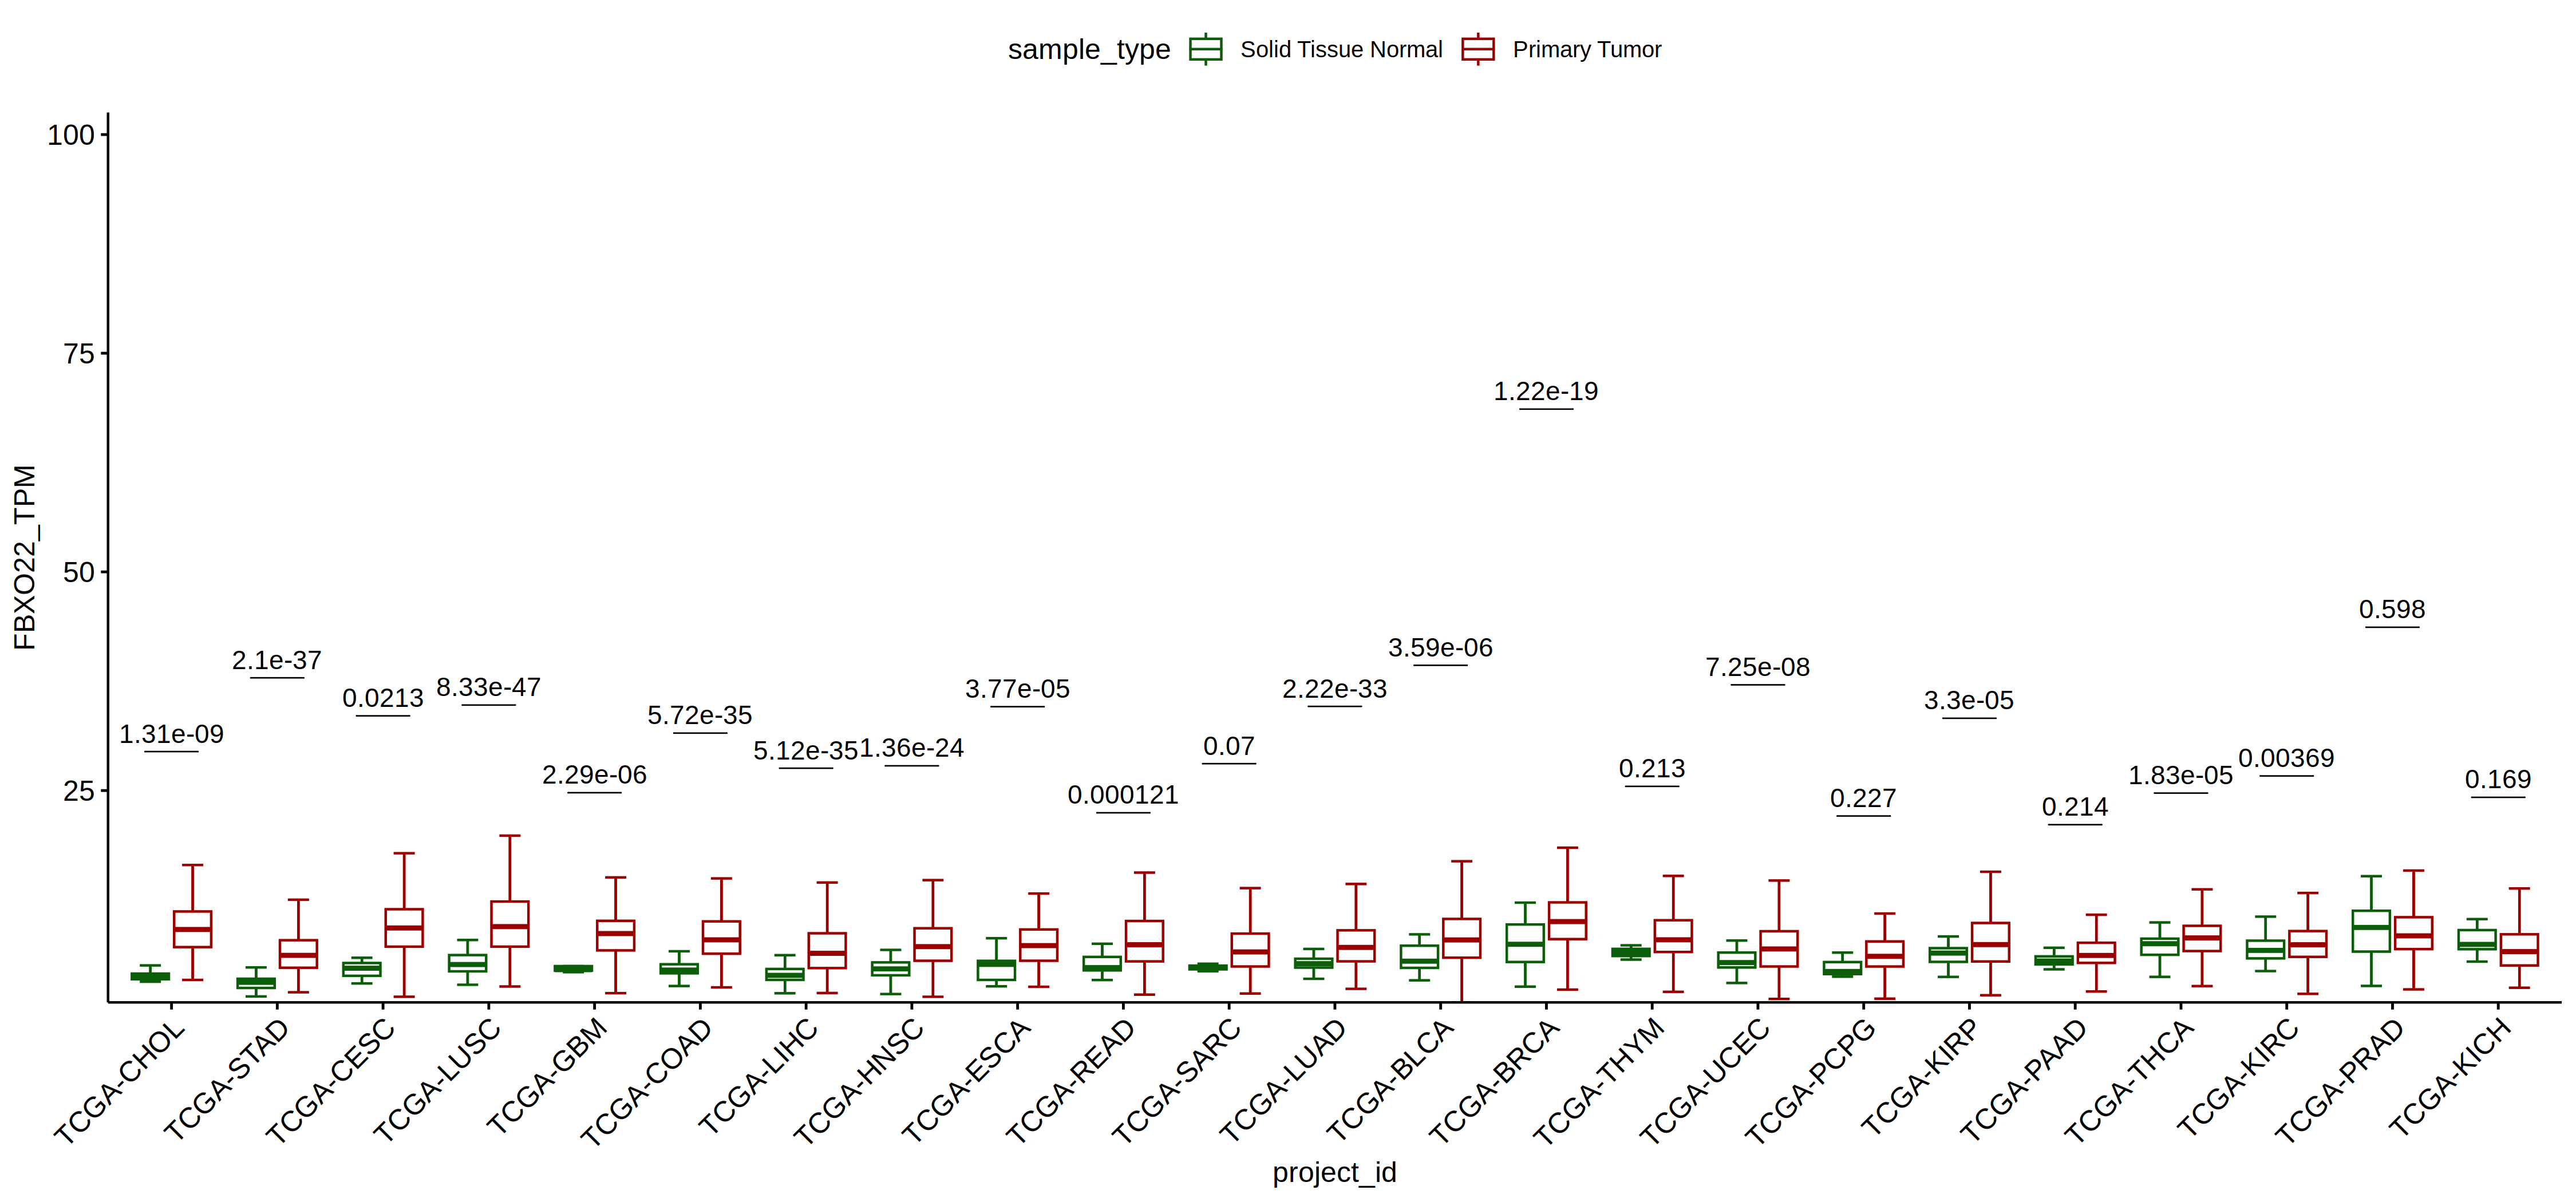 sample_type Solid Tissue Normal Primary Tumor
100
75
50
25
FBXO22_TPM
1.31e-09
2.1e-37
0.0213
8.33e-47
2.29e-06
5.72e-35
5.12e-35
1.36e-24
3.77e-05
0.000121
0.07
2.22e-33
3.59e-06
1.22e-19
0.213
7.25e-08
0.227
3.3e-05
0.214
1.83e-05
0.00369
0.598
0.169
TCGA-CHOL
TCGA-STAD
TCGA-CESC
TCGA-LUSC
TCGA-GBM
TCGA-COAD
TCGA-LIHC
TCGA-HNSC
TCGA-ESCA
TCGA-READ
TCGA-SARC
TCGA-LUAD
TCGA-BLCA
TCGA-BRCA
TCGA-THYM
TCGA-UCEC
TCGA-PCPG
TCGA-KIRP
TCGA-PAAD
TCGA-THCA
TCGA-KIRC
TCGA-PRAD
TCGA-KICH
project_id